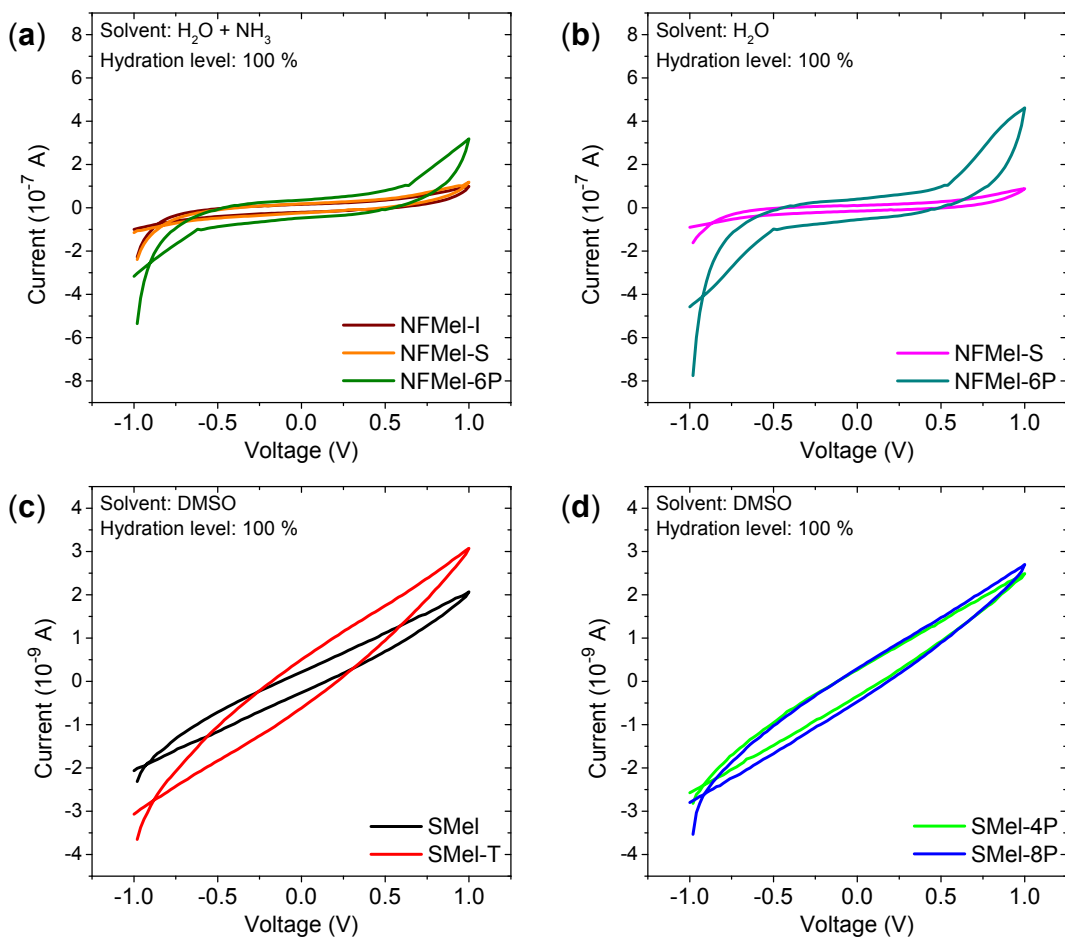 (a)
Solvent: H₂O + NH₃
Hydration level: 100 %
8
6
4
2
0
-2
-4
-6
-8
Current (10⁻⁷ A)
NFMel-I
NFMel-S
NFMel-6P
-1.0 -0.5 0.0 0.5 1.0
Voltage (V)
(b)
Solvent: H₂O
Hydration level: 100 %
8
6
4
2
0
-2
-4
-6
-8
Current (10⁻⁷ A)
NFMel-S
NFMel-6P
-1.0 -0.5 0.0 0.5 1.0
Voltage (V)
(c)
Solvent: DMSO
Hydration level: 100 %
4
3
2
1
0
-1
-2
-3
-4
Current (10⁻⁹ A)
SMel
SMel-T
-1.0 -0.5 0.0 0.5 1.0
Voltage (V)
(d)
Solvent: DMSO
Hydration level: 100 %
4
3
2
1
0
-1
-2
-3
-4
Current (10⁻⁹ A)
SMel-4P
SMel-8P
-1.0 -0.5 0.0 0.5 1.0
Voltage (V)